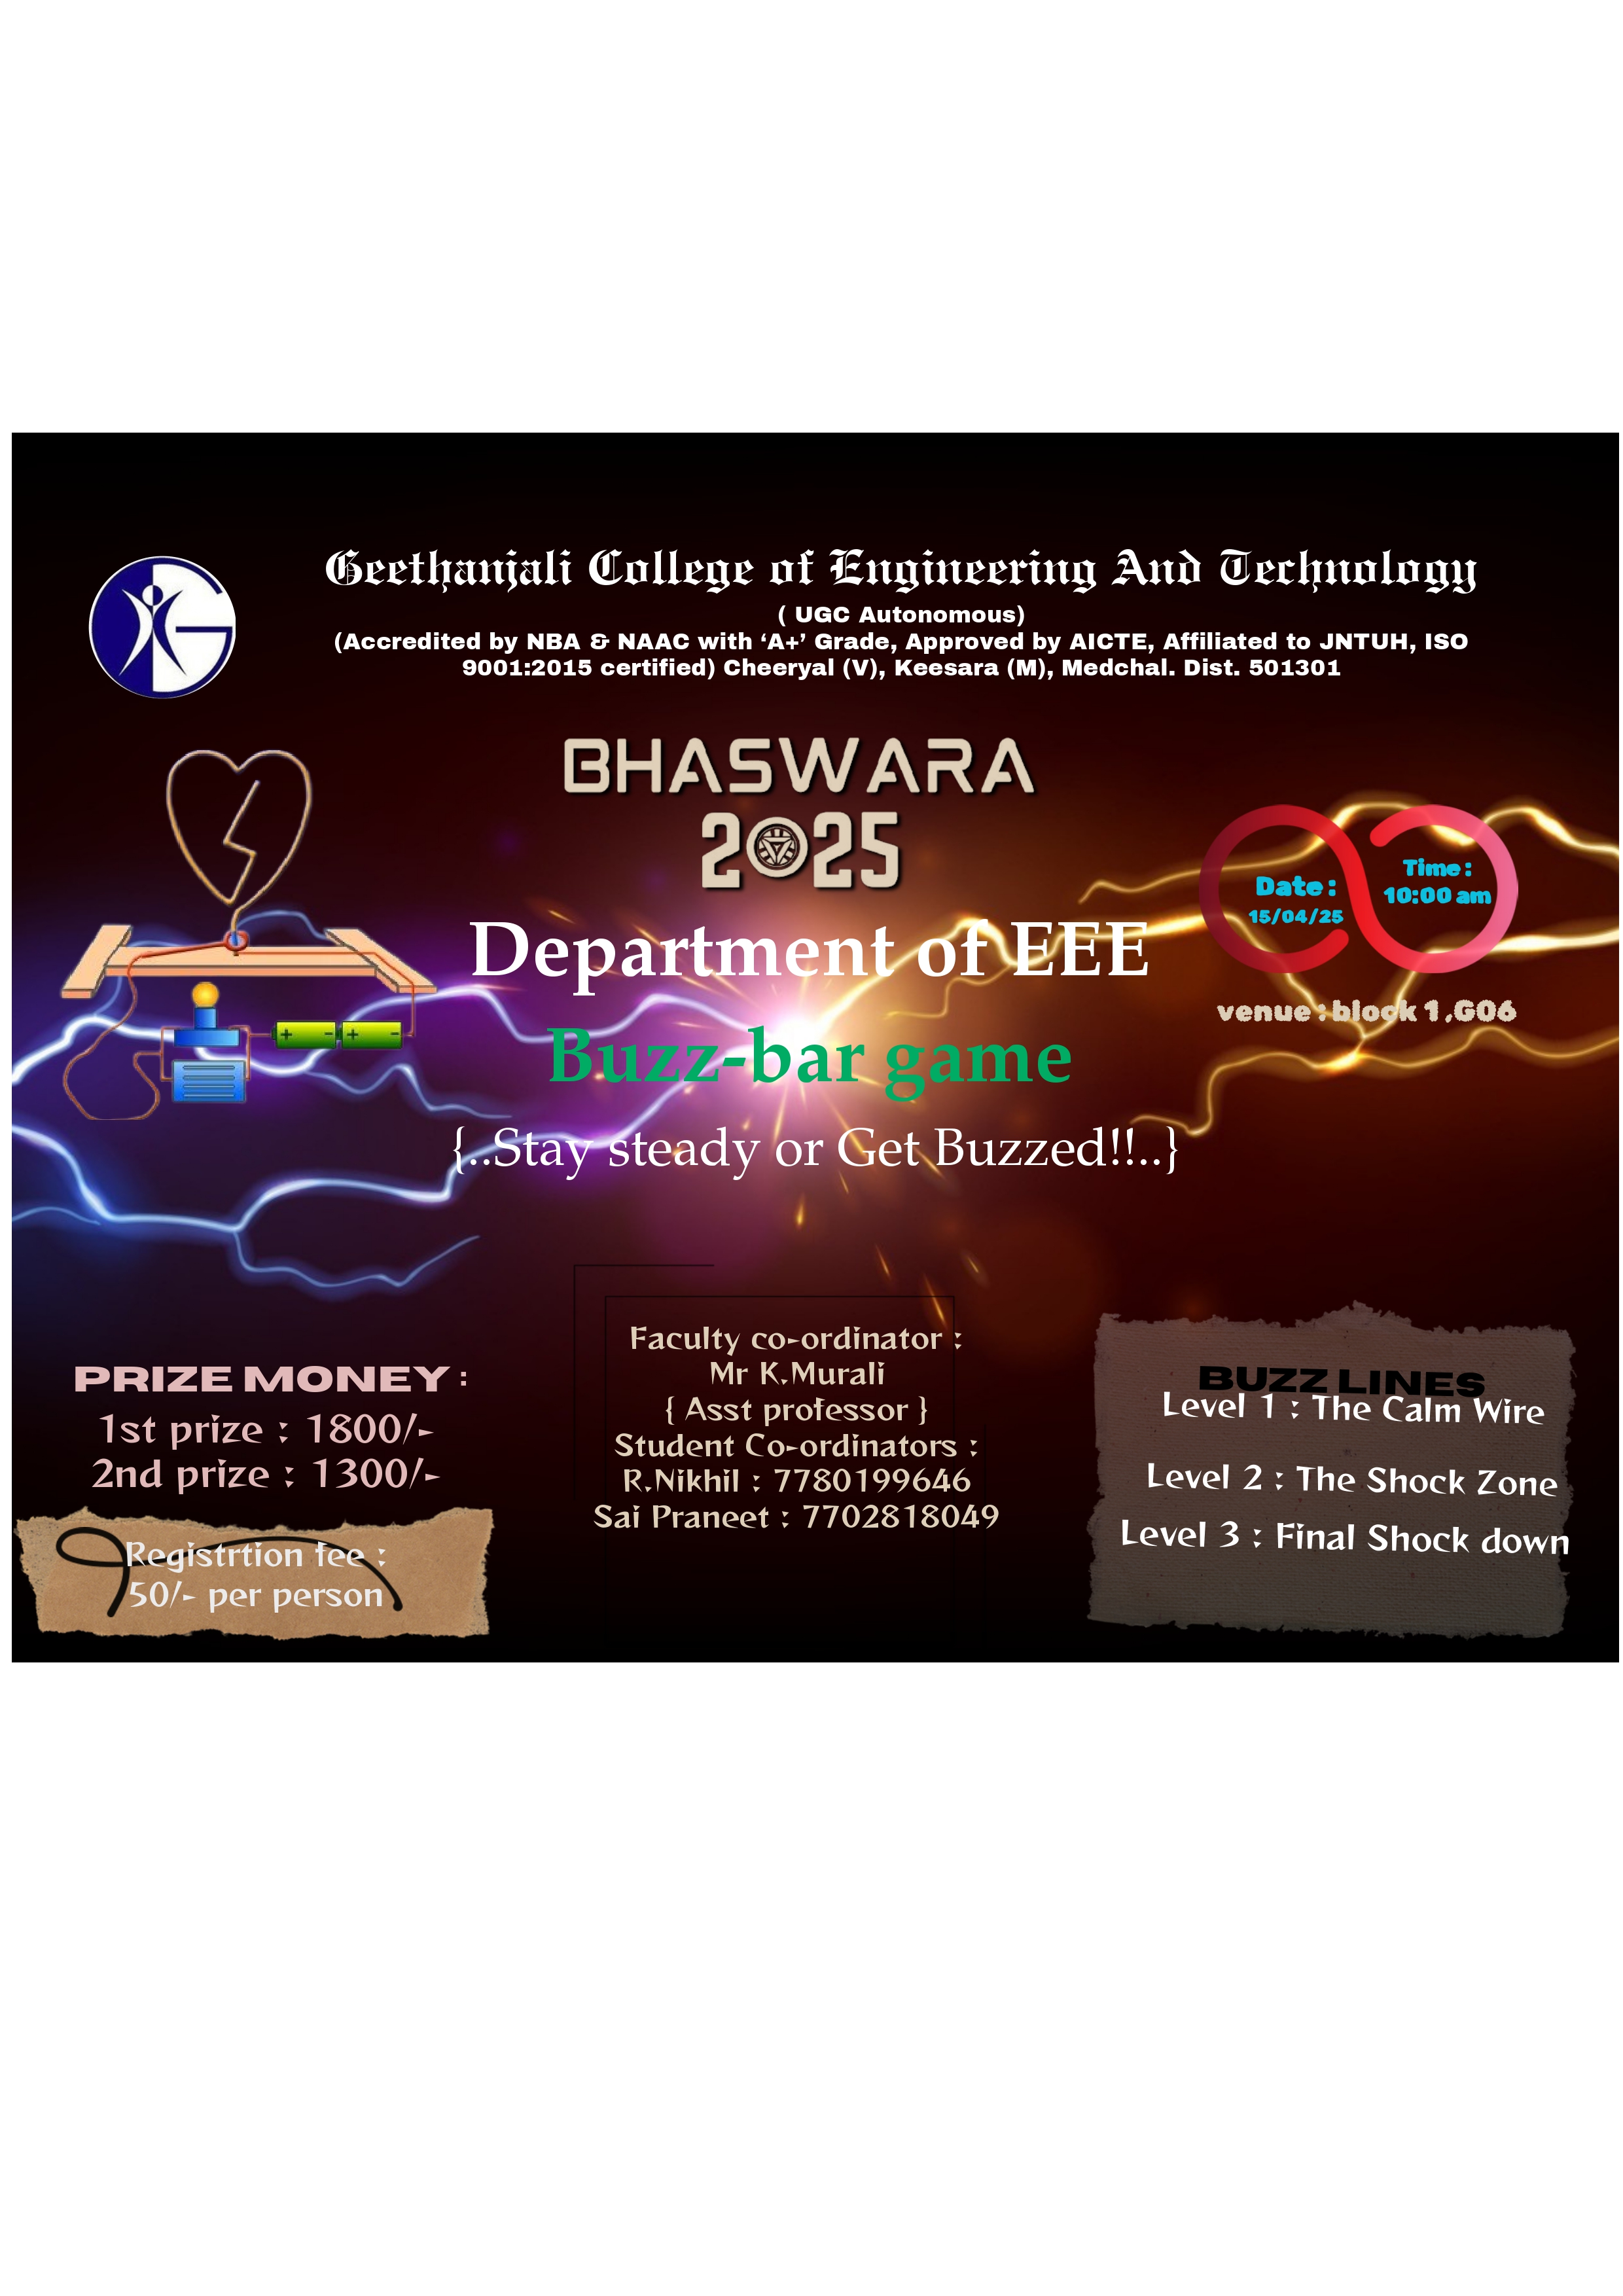 Geethanjali College of Engineering And Technology
( UGC Autonomous)
(Accredited by NBA & NAAC with ‘A+’ Grade, Approved by AICTE, Affiliated to JNTUH, ISO
9001:2015 certified) Cheeryal (V), Keesara (M), Medchal. Dist. 501301
BHASWARA
2025
Department of EEE
Buzz-bar game
{..Stay steady or Get Buzzed!!..}
Date :
15/04/25
Time :
10:00 am
venue : block 1 ,G06
PRIZE MONEY :
1st prize : 1800/-
2nd prize : 1300/-
Registrtion fee :
50/- per person
Faculty co-ordinator :
Mr K.Murali
{ Asst professor }
Student Co-ordinators :
R.Nikhil : 7780199646
Sai Praneet : 7702818049
BUZZ LINES
Level 1 : The Calm Wire
Level 2 : The Shock Zone
Level 3 : Final Shock down